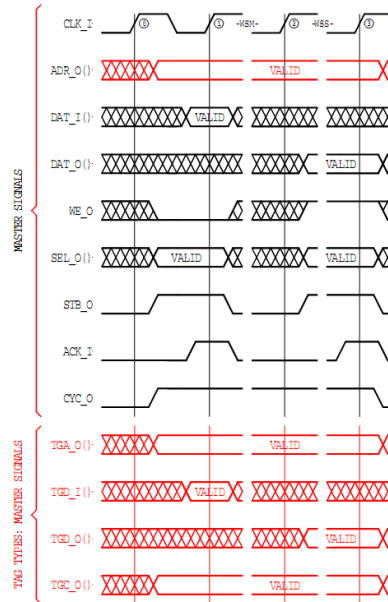 CLK_I 0 1 -WSM- 2 -WSS- 3
ADR_O() VALID
DAT_I() VALID
DAT_O() VALID
WE_O
SEL_O() VALID VALID
STB_O
ACK_I
CYC_O
MASTER SIGNALS
TGA_O() VALID
TGD_I() VALID
TGD_O() VALID
TGC_O() VALID
TAG TYPES: MASTER SIGNALS